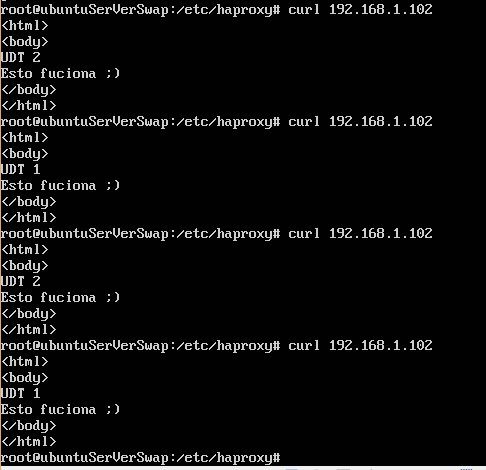 root@ubuntuSerVerSwap:/etc/haproxy# curl 192.168.1.102
<html>
<body>
UDT 2
Esto fuciona ;)
</body>
</html>
root@ubuntuSerVerSwap:/etc/haproxy# curl 192.168.1.102
<html>
<body>
UDT 1
Esto fuciona ;)
</body>
</html>
root@ubuntuSerVerSwap:/etc/haproxy# curl 192.168.1.102
<html>
<body>
UDT 2
Esto fuciona ;)
</body>
</html>
root@ubuntuSerVerSwap:/etc/haproxy# curl 192.168.1.102
<html>
<body>
UDT 1
Esto fuciona ;)
</body>
</html>
root@ubuntuSerVerSwap:/etc/haproxy#